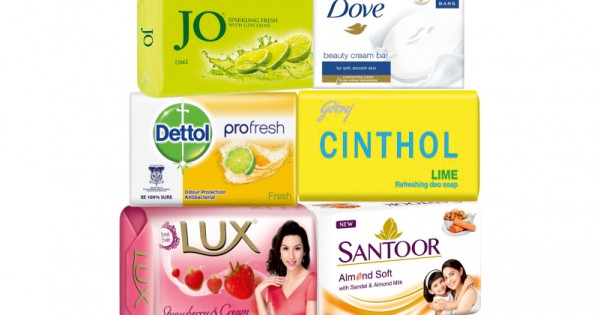 JO
JO
SPARKLING FRESH
WITH GLYCERINE
LIME
Dove
BARS
beauty cream bar
for soft, smooth skin
Dettol
profresh
BE 100% SURE
Odour Protection
Antibacterial
Fresh
Godrej
CINTHOL
LIME
Refreshing deo soap
LUX
LUX
Strawberry & Cream
NEW
SANTOOR
Almond Soft
with Sandal & Almond Milk